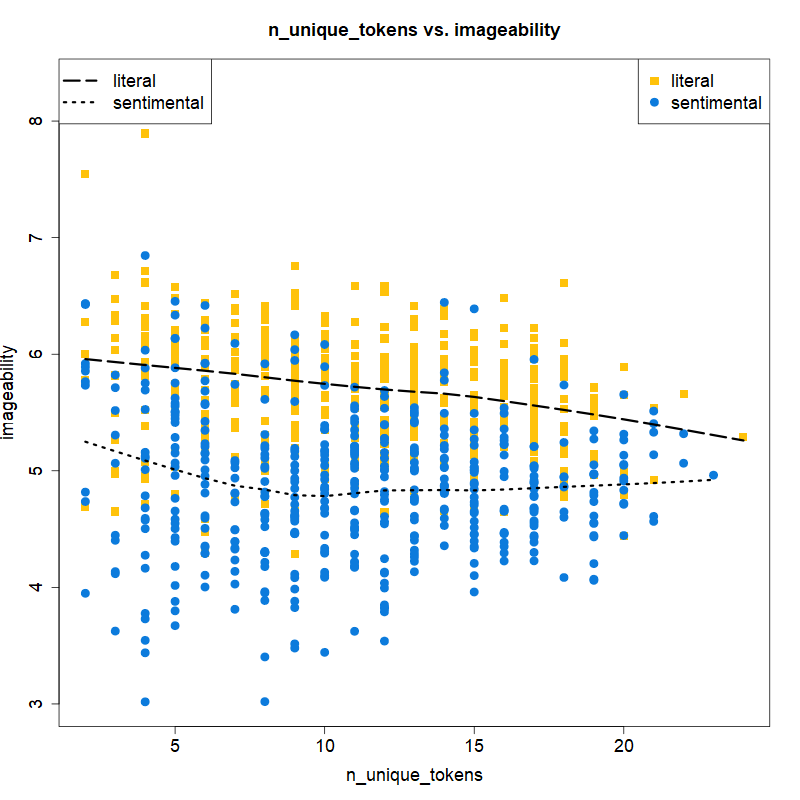 n_unique_tokens vs. imageability
literal
sentimental
literal
sentimental
8
7
6
5
4
3
imageability
5
10
15
20
n_unique_tokens